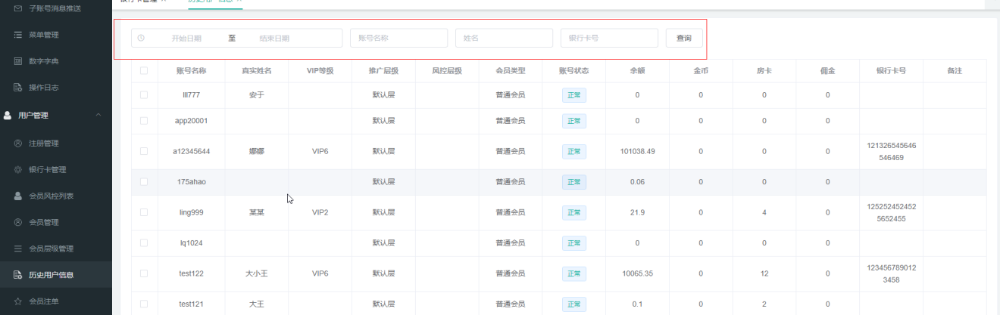 子账号消息推送
菜单管理
数字字典
操作日志
用户管理
注册管理
银行卡管理
会员风控列表
会员管理
会员层级管理
历史用户信息
会员注单
银行卡管理 ×
历史用户信息 ×
开始日期 至 结束日期 账号名称 姓名 银行卡号 查询
账号名称 真实姓名 VIP等级 推广层级 风控层级 会员类型 账号状态 余额 金币 房卡 佣金 银行卡号 备注
lll777 安于 默认层 普通会员 正常 0 0 0 0
app20001 默认层 普通会员 正常 0 0 0 0
a12345644 娜娜 VIP6 默认层 普通会员 正常 101038.49 0 0 0 121326545646
546469
175ahao 默认层 普通会员 正常 0.06 0 0 0
ling999 某某 VIP2 默认层 普通会员 正常 21.9 0 4 0 125252452452
5652455
lq1024 默认层 普通会员 正常 0 0 0 0
test122 大小王 VIP6 默认层 普通会员 正常 10065.35 0 12 0 123456789012
3458
test121 大王 默认层 普通会员 正常 0.1 0 2 0